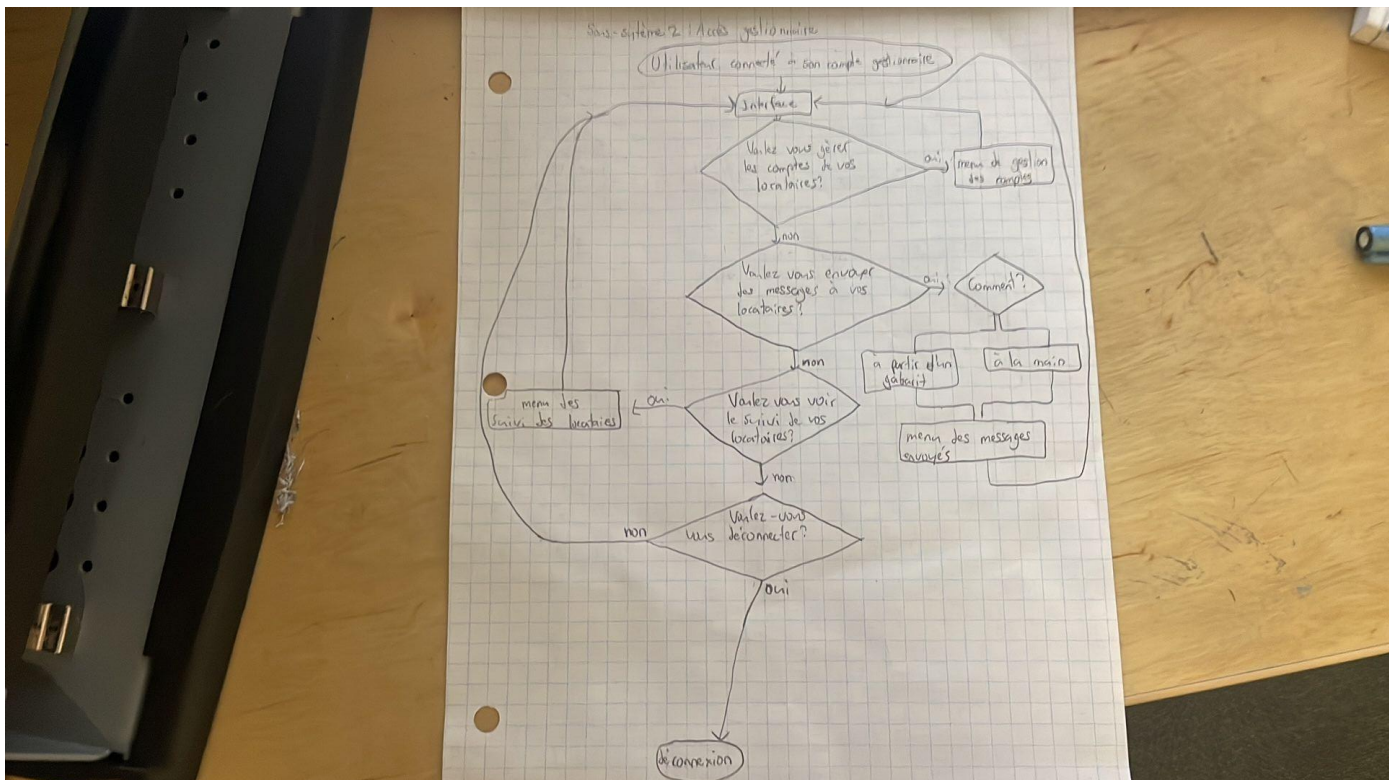 Sous-système 2 : Accès gestionnaire
Utilisateur connecté à son compte gestionnaire
Interface
Voulez vous gèrer
les comptes de vos
locataires?
oui
menu de gestion
des comptes
non
Voulez vous envoyer
des messages à vos
locataires?
oui
Comment?
à partir d'un
gabarit
à la main
menu des messages
envoyés
non
Voulez vous voir
le suivi de vos
locataires?
oui
menu des
suivi des locataires
non
Voulez-vous
vous déconnecter?
non
oui
déconnexion